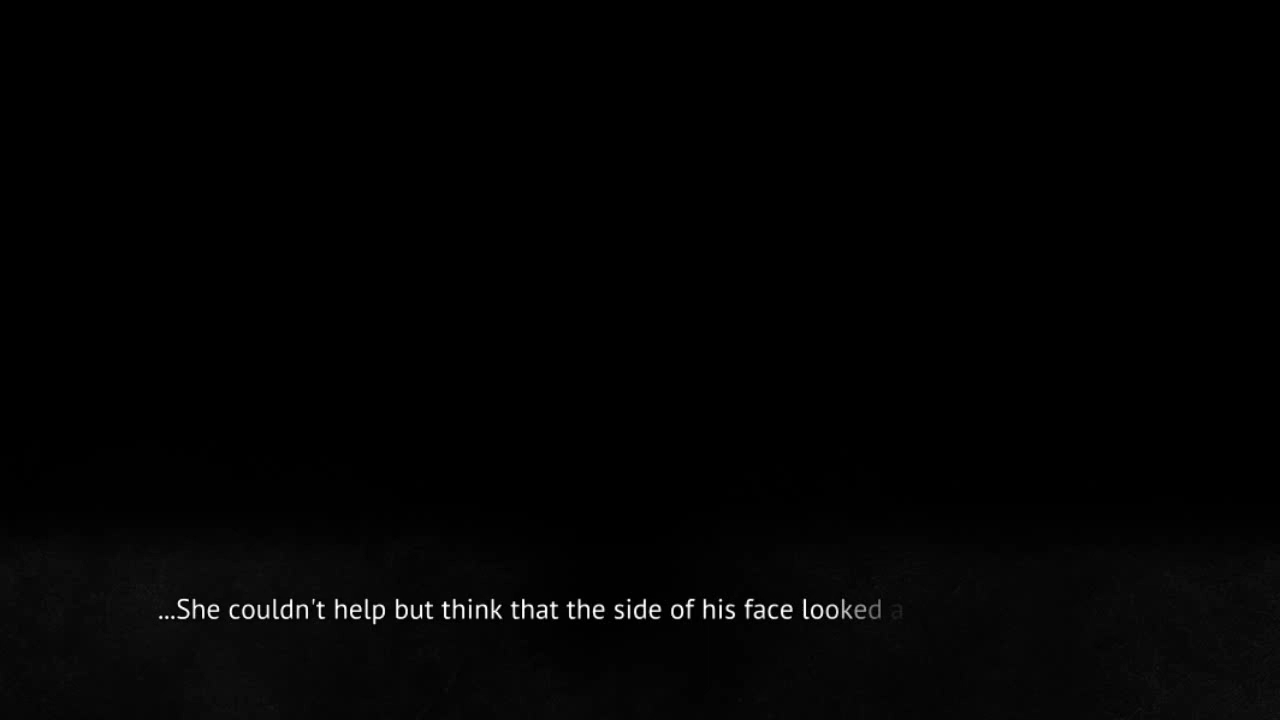 ...She couldn't help but think that the side of his face looked a